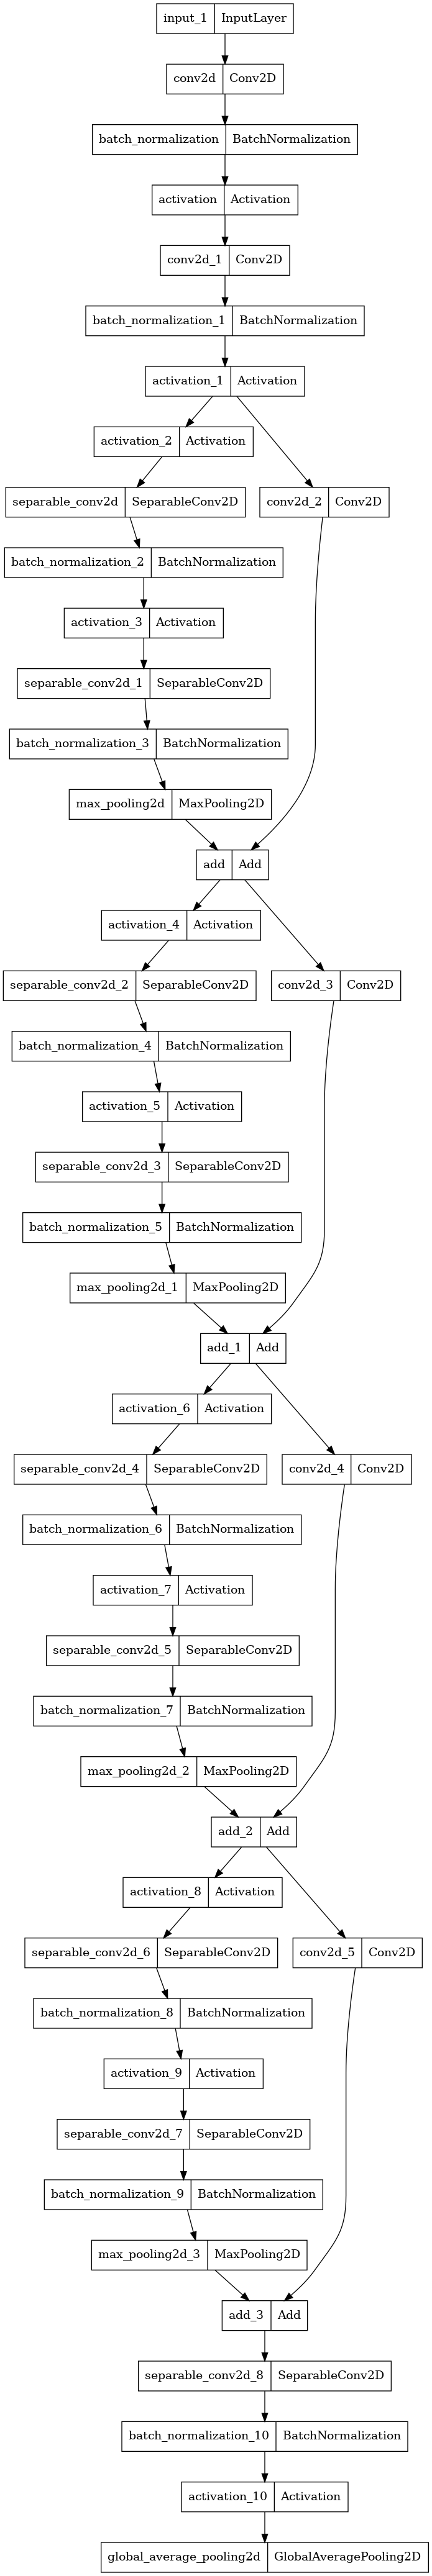 input_1 InputLayer
conv2d Conv2D
batch_normalization BatchNormalization
activation Activation
conv2d_1 Conv2D
batch_normalization_1 BatchNormalization
activation_1 Activation
activation_2 Activation
separable_conv2d SeparableConv2D conv2d_2 Conv2D
batch_normalization_2 BatchNormalization
activation_3 Activation
separable_conv2d_1 SeparableConv2D
batch_normalization_3 BatchNormalization
max_pooling2d MaxPooling2D
add Add
activation_4 Activation
separable_conv2d_2 SeparableConv2D conv2d_3 Conv2D
batch_normalization_4 BatchNormalization
activation_5 Activation
separable_conv2d_3 SeparableConv2D
batch_normalization_5 BatchNormalization
max_pooling2d_1 MaxPooling2D
add_1 Add
activation_6 Activation
separable_conv2d_4 SeparableConv2D conv2d_4 Conv2D
batch_normalization_6 BatchNormalization
activation_7 Activation
separable_conv2d_5 SeparableConv2D
batch_normalization_7 BatchNormalization
max_pooling2d_2 MaxPooling2D
add_2 Add
activation_8 Activation
separable_conv2d_6 SeparableConv2D conv2d_5 Conv2D
batch_normalization_8 BatchNormalization
activation_9 Activation
separable_conv2d_7 SeparableConv2D
batch_normalization_9 BatchNormalization
max_pooling2d_3 MaxPooling2D
add_3 Add
separable_conv2d_8 SeparableConv2D
batch_normalization_10 BatchNormalization
activation_10 Activation
global_average_pooling2d GlobalAveragePooling2D